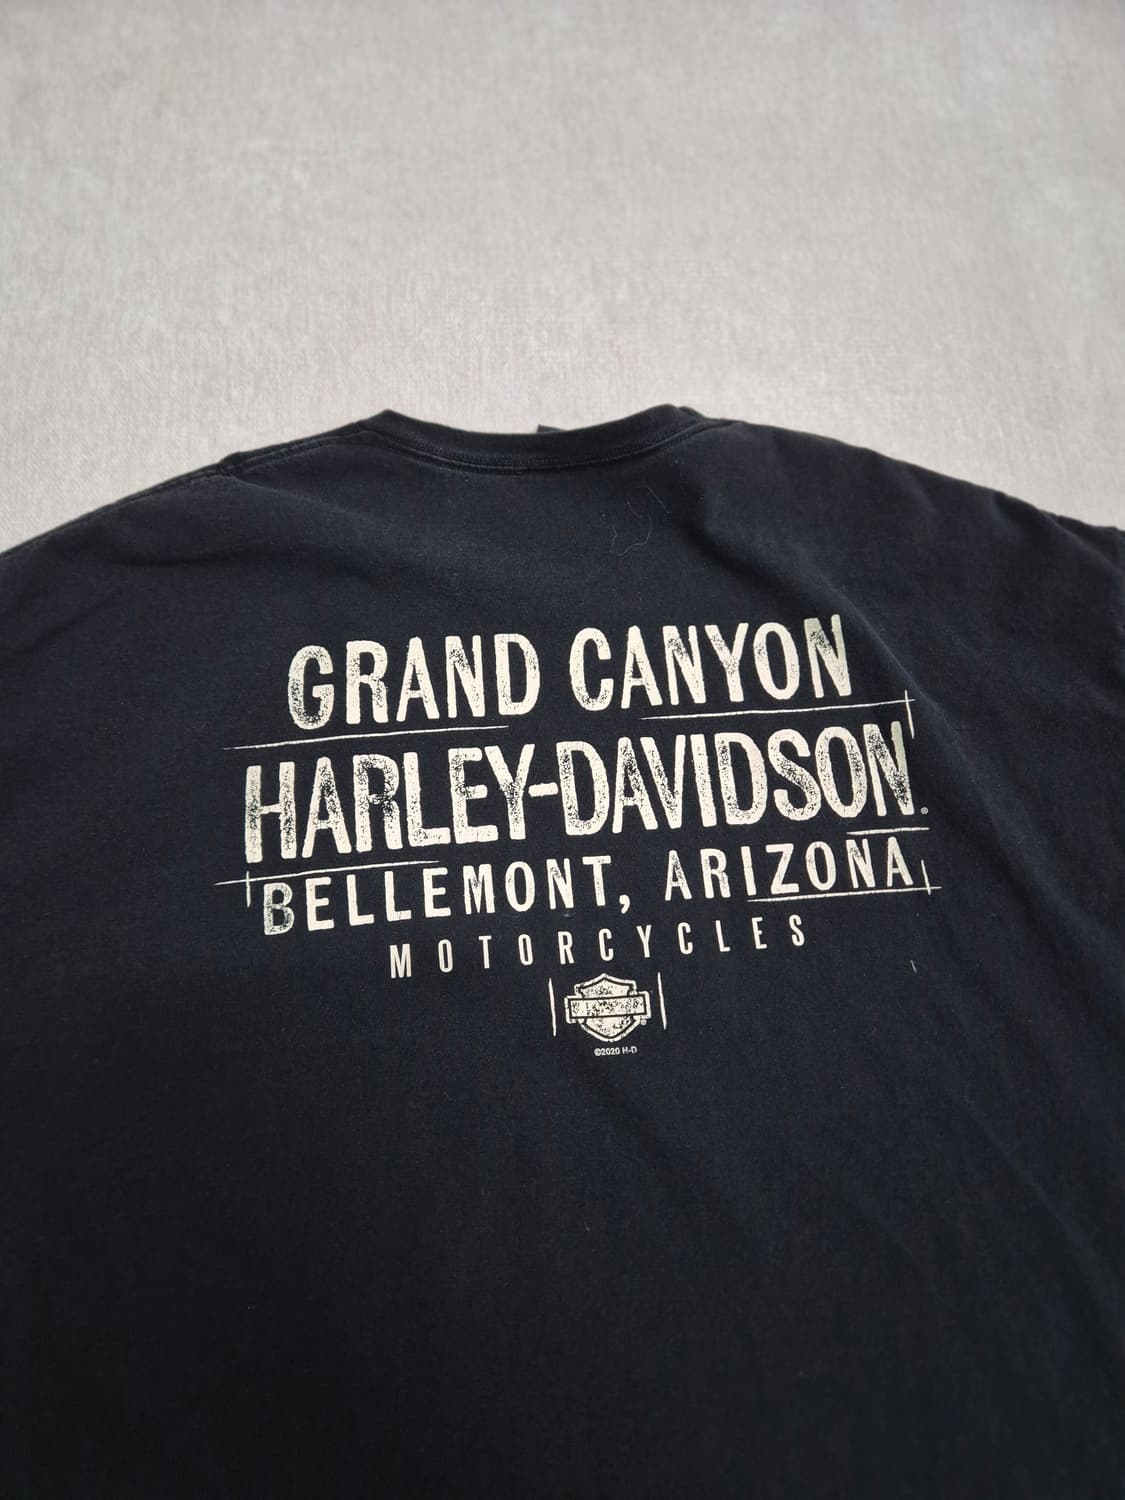 GRAND CANYON
HARLEY-DAVIDSON®
BELLEMONT, ARIZONA
MOTORCYCLES
©2020 H-D